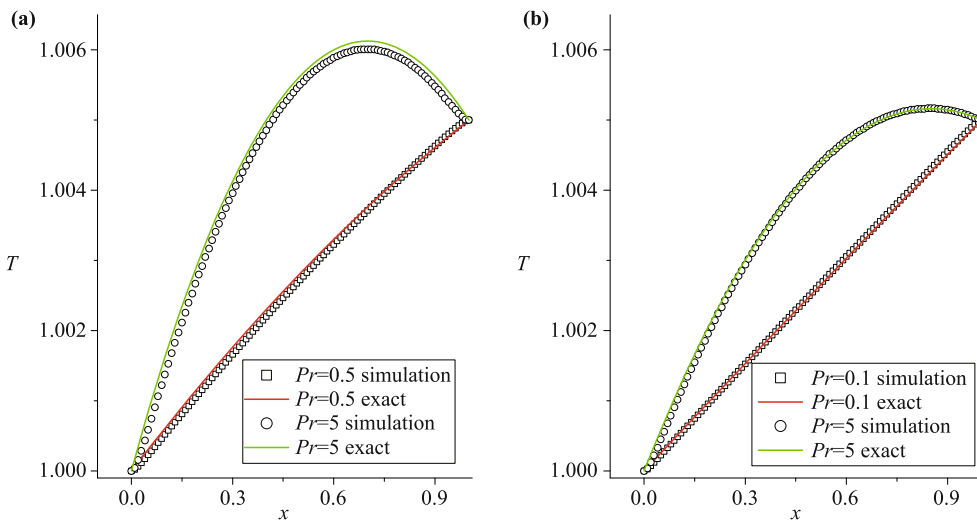 (a)
1.006
1.004
T
1.002
1.000
Pr=0.5 simulation
Pr=0.5 exact
Pr=5 simulation
Pr=5 exact
0.0 0.3 0.6 0.9
x
(b)
1.006
1.004
T
1.002
1.000
Pr=0.1 simulation
Pr=0.1 exact
Pr=5 simulation
Pr=5 exact
0.0 0.3 0.6 0.9
x